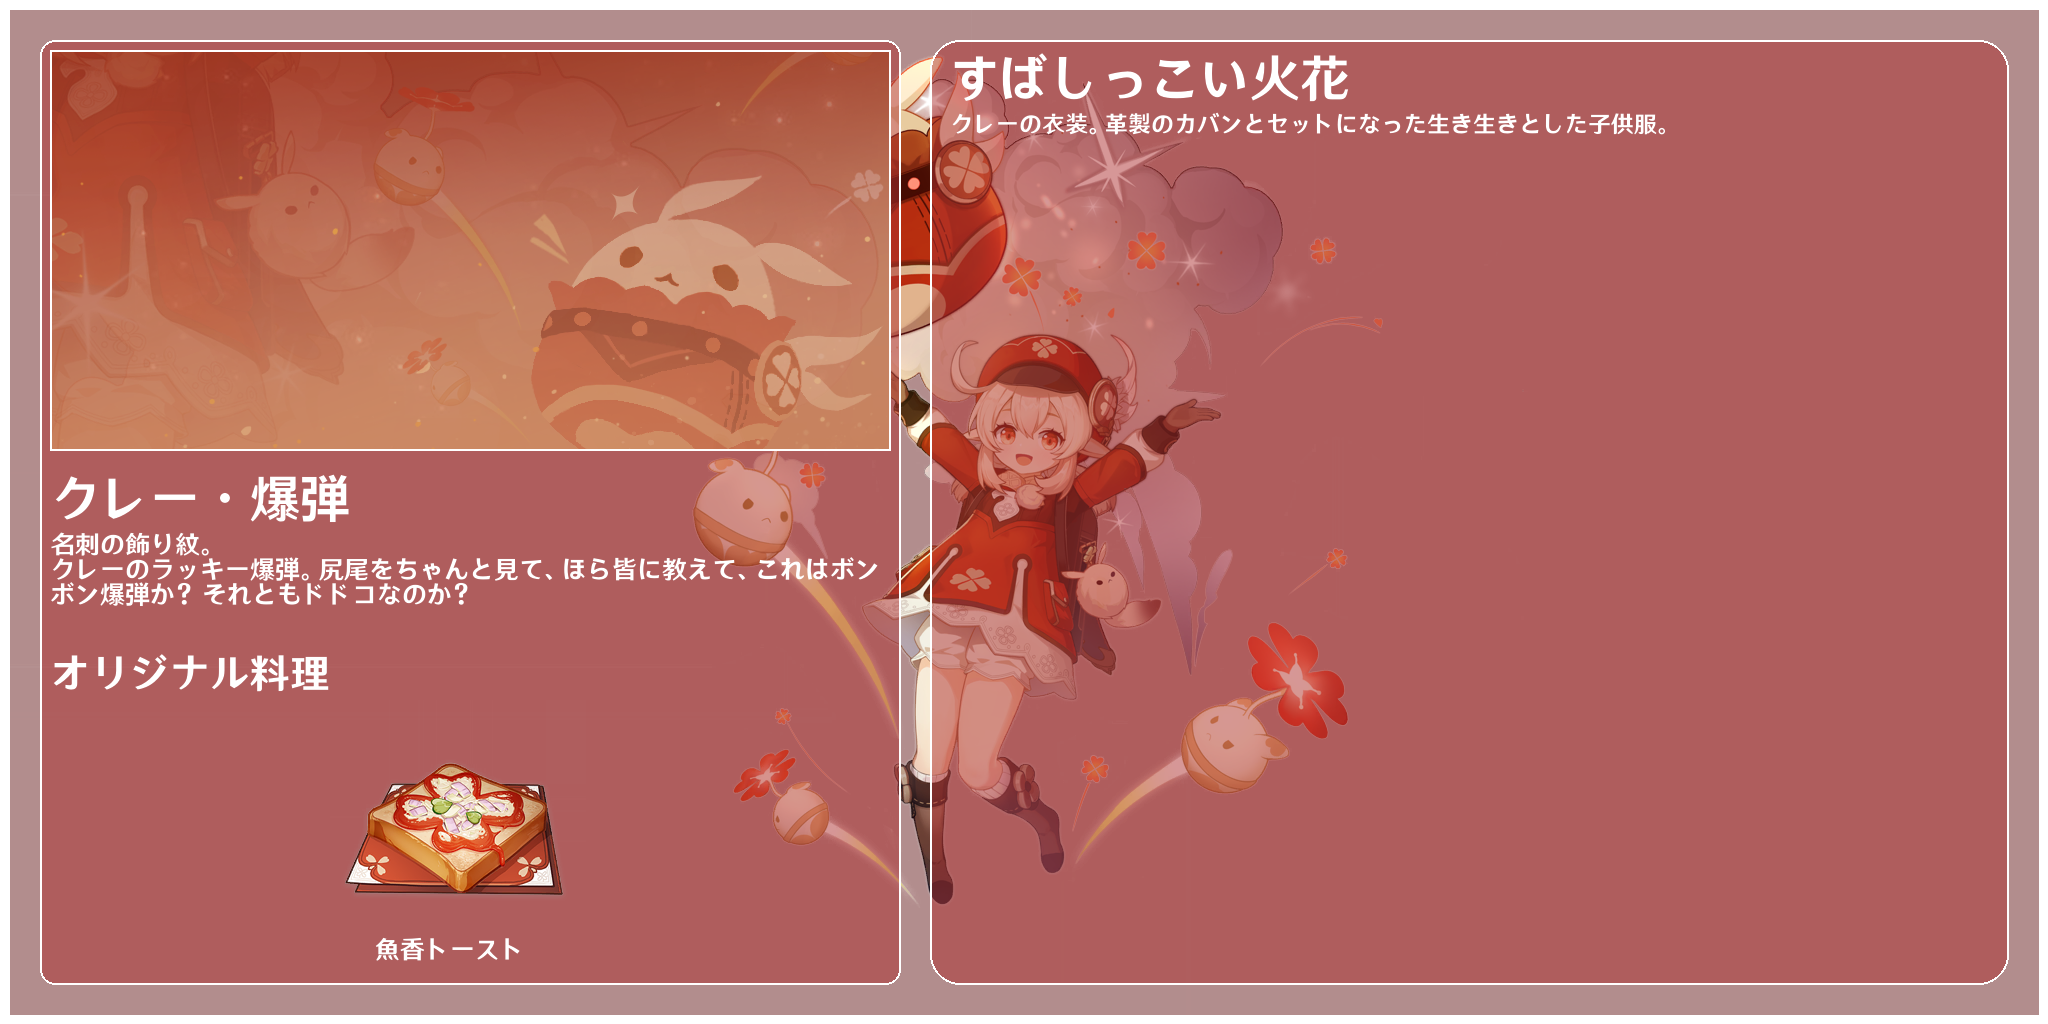 クレー・爆弾
名刺の飾り紋。
クレーのラッキー爆弾。尻尾をちゃんと見て、ほら皆に教えて、これはボン
ボン爆弾か？それともドドコなのか？
オリジナル料理
魚香トースト
すばしっこい火花
クレーの衣装。革製のカバンとセットになった生き生きとした子供服。